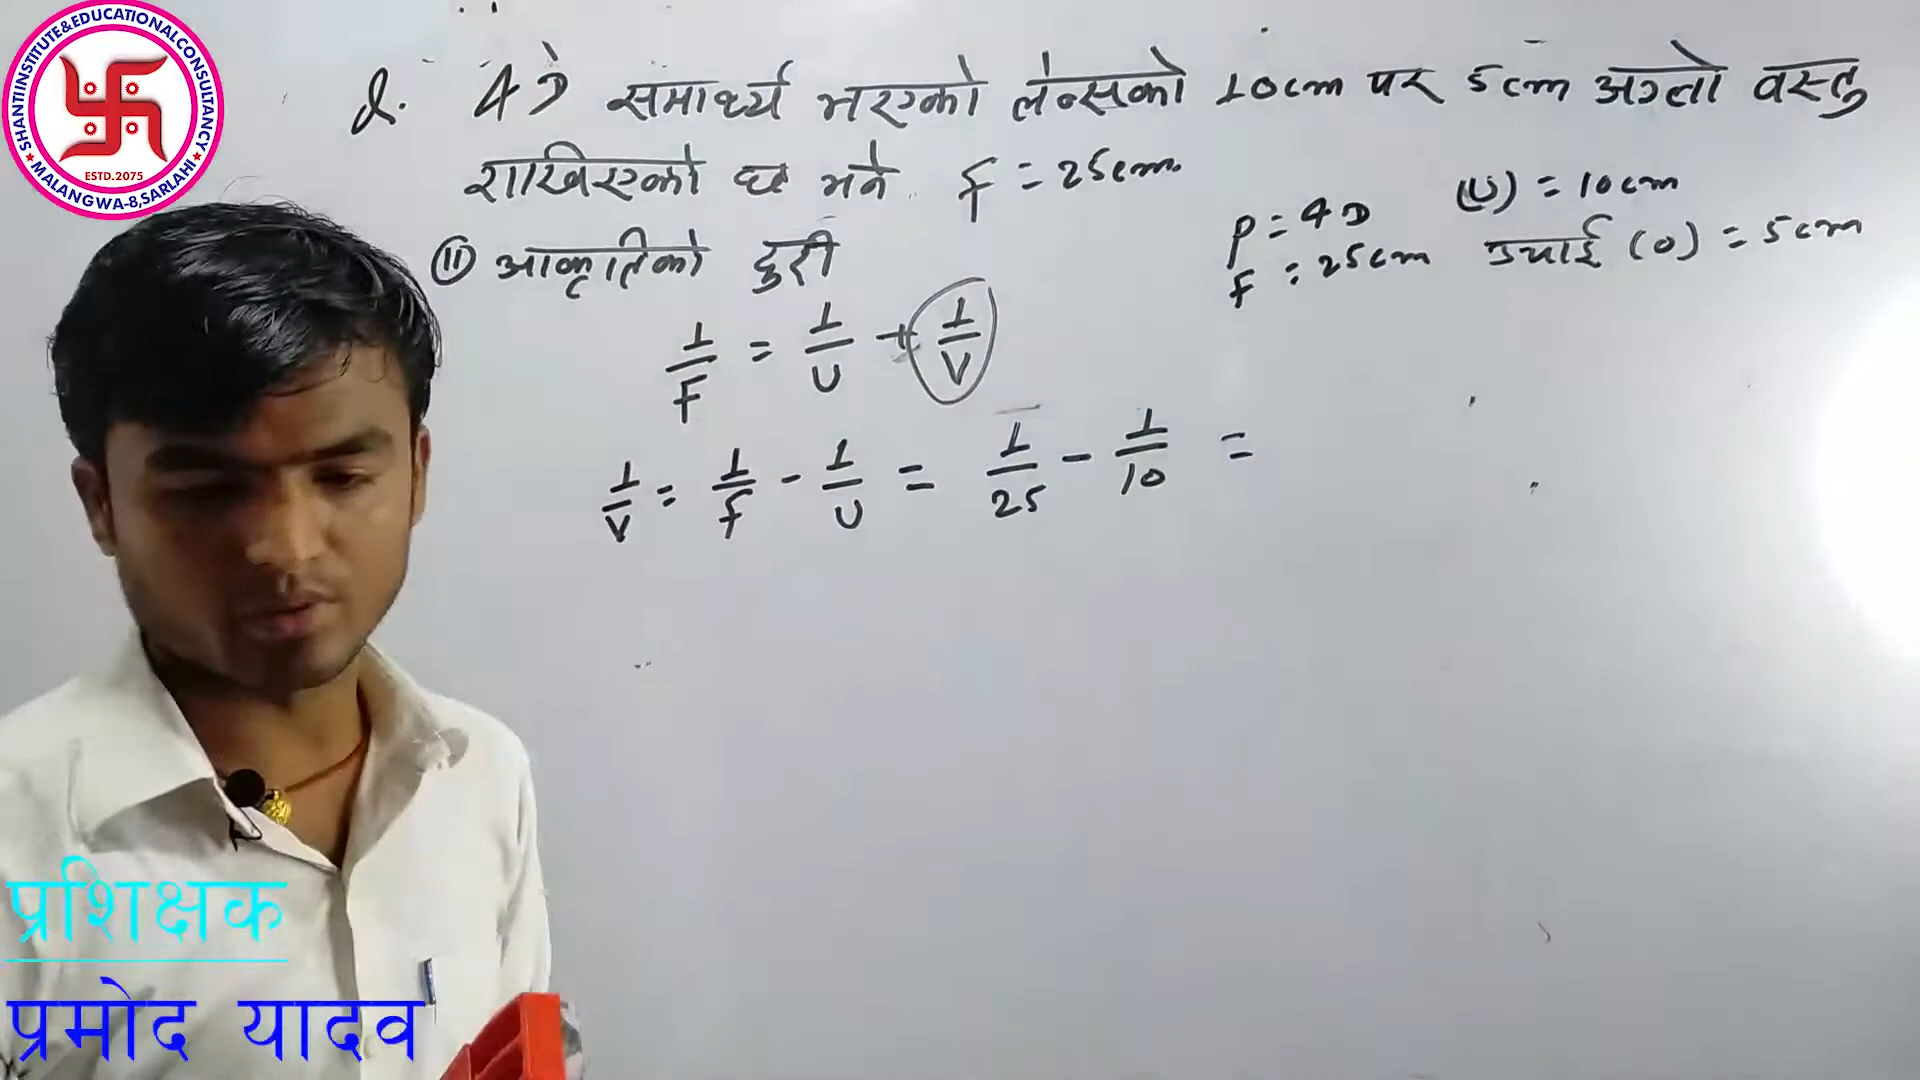 SHANTI INSTITUTE & EDUCATIONAL CONSULTANCY
ESTD.2075
★ MALANGWA-8, SARLAHI ★
Q. 4D समार्थ्य भएको लेन्सको 10cm पर 5cm अग्लो वस्तु
राखिएको छ भने f = 25cm
P = 4D (U) = 10cm
F = 25cm उचाई (O) = 5cm
ii आकृतिको दुरी
1/F = 1/U + 1/V
1/V = 1/f - 1/U = 1/25 - 1/10 =
प्रशिक्षक
प्रमोद यादव